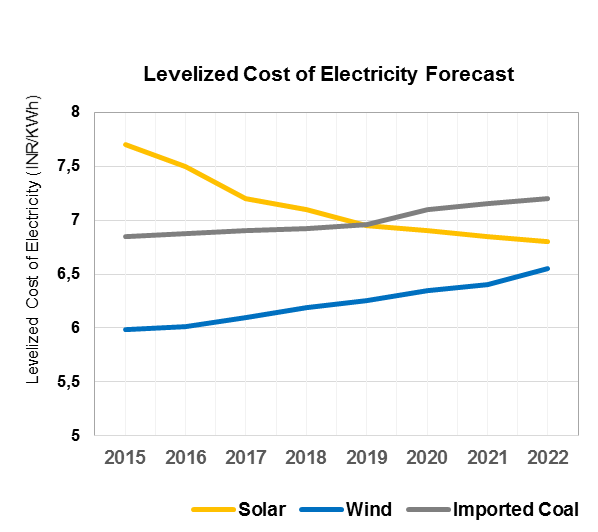 Levelized Cost of Electricity Forecast
Levelized Cost of Electricity (INR/KWh)
8
7,5
7
6,5
6
5,5
5
2015 2016 2017 2018 2019 2020 2021 2022
Solar Wind Imported Coal